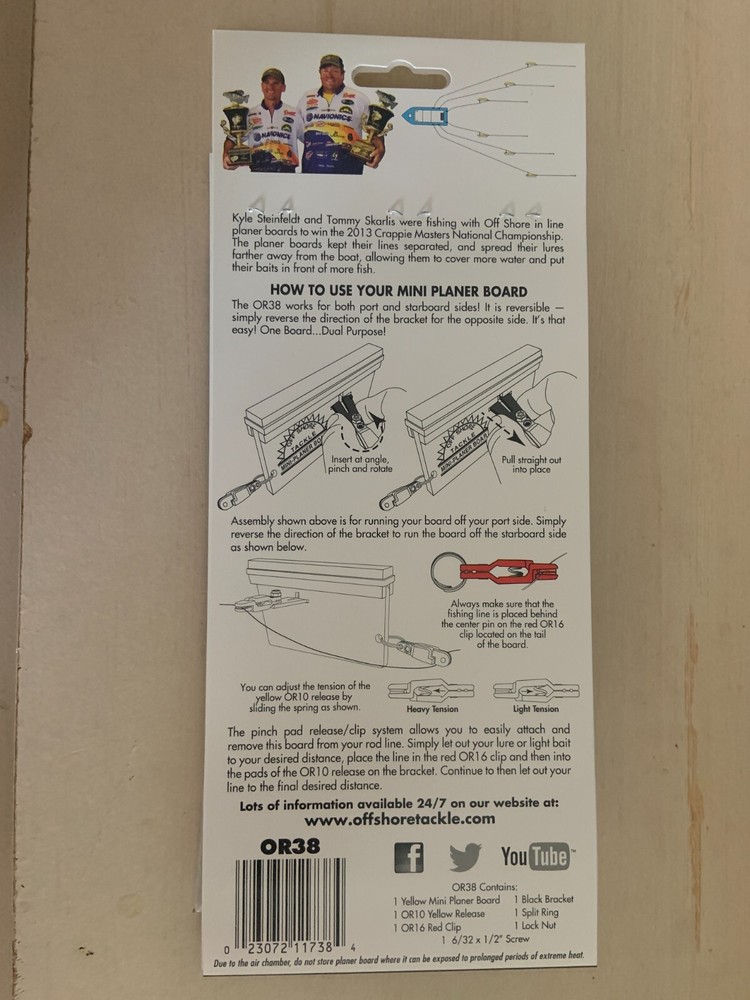 NAVIONICS
NAVIONICS
Kyle Steinfeldt and Tommy Skarlis were fishing with Off Shore in line
planer boards to win the 2013 Crappie Masters National Championship.
The planer boards kept their lines separated, and spread their lures
farther away from the boat, allowing them to cover more water and put
their baits in front of more fish.
HOW TO USE YOUR MINI PLANER BOARD
The OR38 works for both port and starboard sides! It is reversible —
simply reverse the direction of the bracket for the opposite side. It's that
easy! One Board...Dual Purpose!
OFF SHORE
TACKLE
MINI-PLANER BO
Insert at angle,
pinch and rotate
OFF SHORE
TACKLE
MINI-PLANER BOAR
Pull straight out
into place
Assembly shown above is for running your board off your port side. Simply
reverse the direction of the bracket to run the board off the starboard side
as shown below.
Always make sure that the
fishing line is placed behind
the center pin on the red OR16
clip located on the tail
of the board.
You can adjust the tension of the
yellow OR10 release by
sliding the spring as shown.
Heavy Tension
Light Tension
The pinch pad release/clip system allows you to easily attach and
remove this board from your rod line. Simply let out your lure or light bait
to your desired distance, place the line in the red OR16 clip and then into
the pads of the OR10 release on the bracket. Continue to then let out your
line to the final desired distance.
Lots of information available 24/7 on our website at:
www.offshoretackle.com
OR38
f
YouTube™
0 23072 11738 4
OR38 Contains:
1 Yellow Mini Planer Board 1 Black Bracket
1 OR10 Yellow Release 1 Split Ring
1 OR16 Red Clip 1 Lock Nut
1 6/32 x 1/2" Screw
Due to the air chamber, do not store planer board where it can be exposed to prolonged periods of extreme heat.